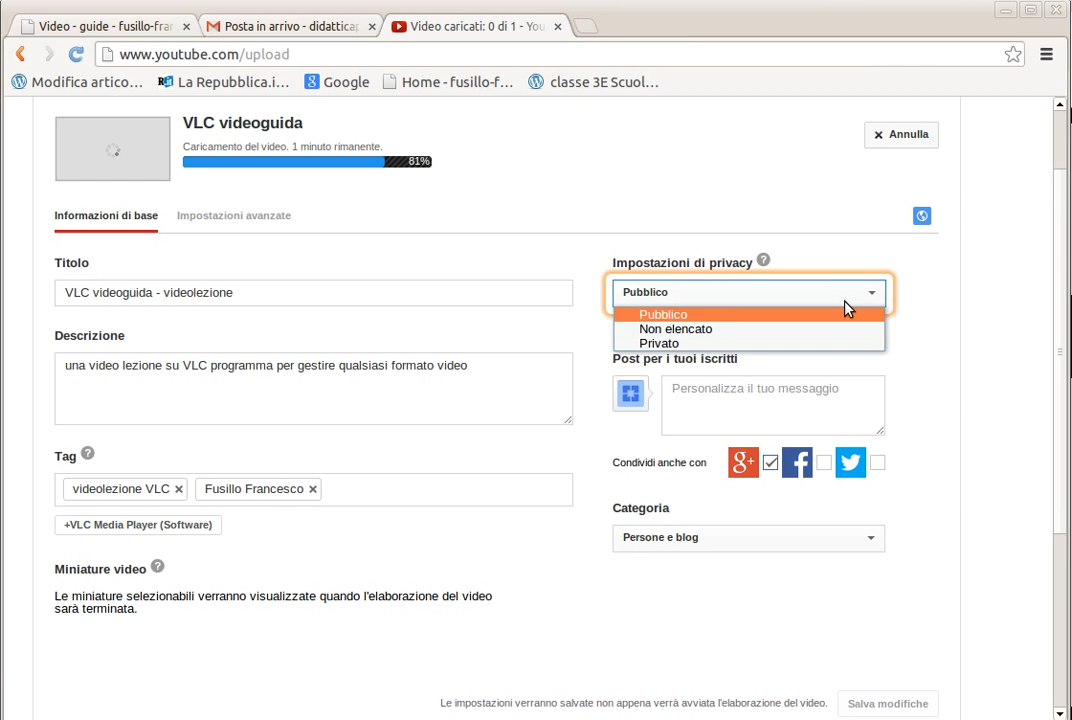 Video - guide - fusillo-fran
Posta in arrivo - didatticap
Video caricati: 0 di 1 - You
www.youtube.com/upload
Modifica artico...
La Repubblica.i...
Google
Home - fusillo-f...
classe 3E Scuol...
VLC videoguida
Caricamento del video. 1 minuto rimanente.
81%
Annulla
Informazioni di base
Impostazioni avanzate
Titolo
VLC videoguida - videolezione
Descrizione
una video lezione su VLC programma per gestire qualsiasi formato video
Tag
videolezione VLC
Fusillo Francesco
+VLC Media Player (Software)
Miniature video
Le miniature selezionabili verranno visualizzate quando l'elaborazione del video
sarà terminata.
Impostazioni di privacy
Pubblico
Pubblico
Non elencato
Privato
Post per i tuoi iscritti
Personalizza il tuo messaggio
Condividi anche con
Categoria
Persone e blog
Le impostazioni verranno salvate non appena verrà avviata l'elaborazione del video.
Salva modifiche